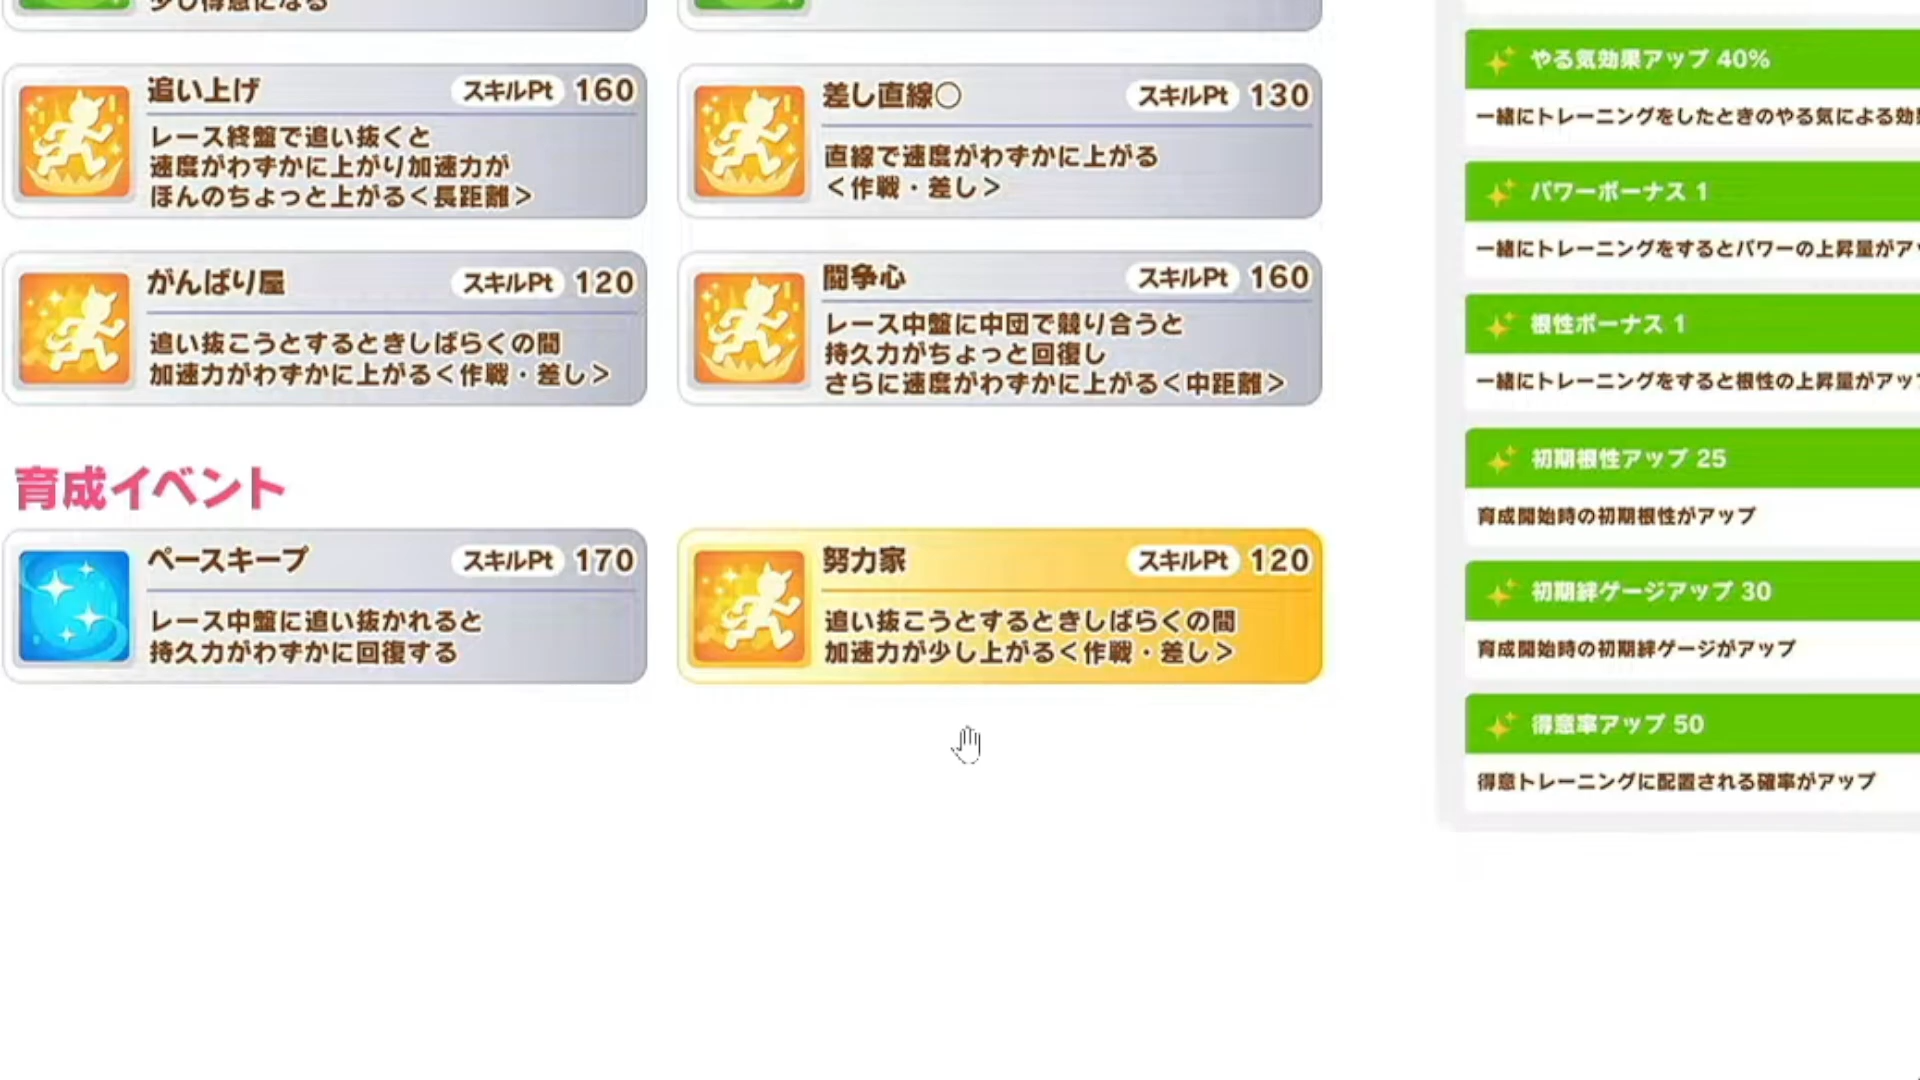 少し得意になる
追い上げ スキルPt 160
レース終盤で追い抜くと
速度がわずかに上がり加速力が
ほんのちょっと上がる＜長距離＞
差し直線○ スキルPt 130
直線で速度がわずかに上がる
＜作戦・差し＞
がんばり屋 スキルPt 120
追い抜こうとするときしばらくの間
加速力がわずかに上がる＜作戦・差し＞
闘争心 スキルPt 160
レース中盤に中団で競り合うと
持久力がちょっと回復し
さらに速度がわずかに上がる＜中距離＞
育成イベント
ペースキープ スキルPt 170
レース中盤に追い抜かれると
持久力がわずかに回復する
努力家 スキルPt 120
追い抜こうとするときしばらくの間
加速力が少し上がる＜作戦・差し＞
やる気効果アップ 40%
一緒にトレーニングをしたときのやる気による効
パワーボーナス 1
一緒にトレーニングをするとパワーの上昇量がア
根性ボーナス 1
一緒にトレーニングをすると根性の上昇量がアッ
初期根性アップ 25
育成開始時の初期根性がアップ
初期絆ゲージアップ 30
育成開始時の初期絆ゲージがアップ
得意率アップ 50
得意トレーニングに配置される確率がアップ